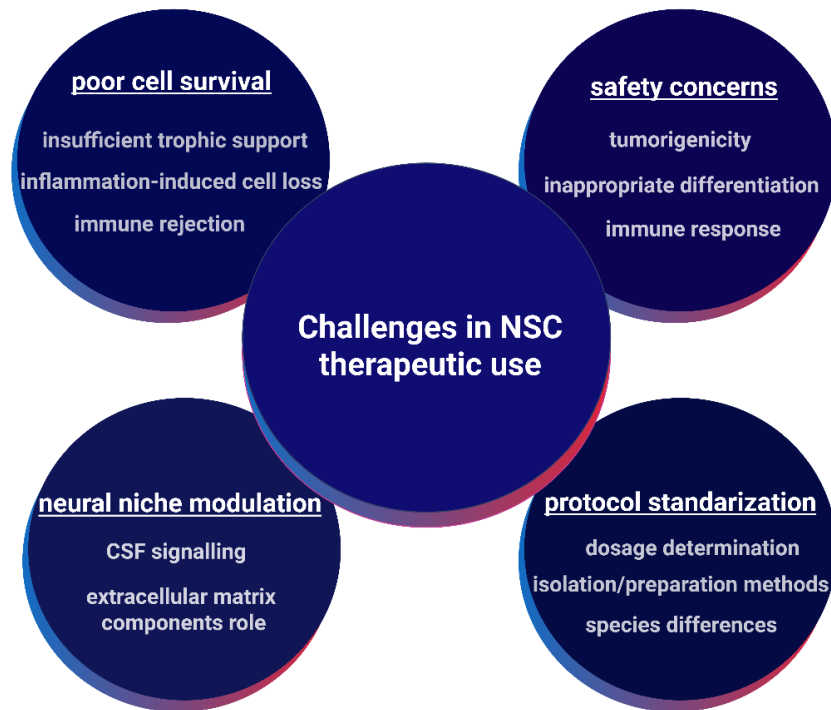 poor cell survival
insufficient trophic support
inflammation-induced cell loss
immune rejection
safety concerns
tumorigenicity
inappropriate differentiation
immune response
Challenges in NSC
therapeutic use
neural niche modulation
CSF signalling
extracellular matrix
components role
protocol standarization
dosage determination
isolation/preparation methods
species differences